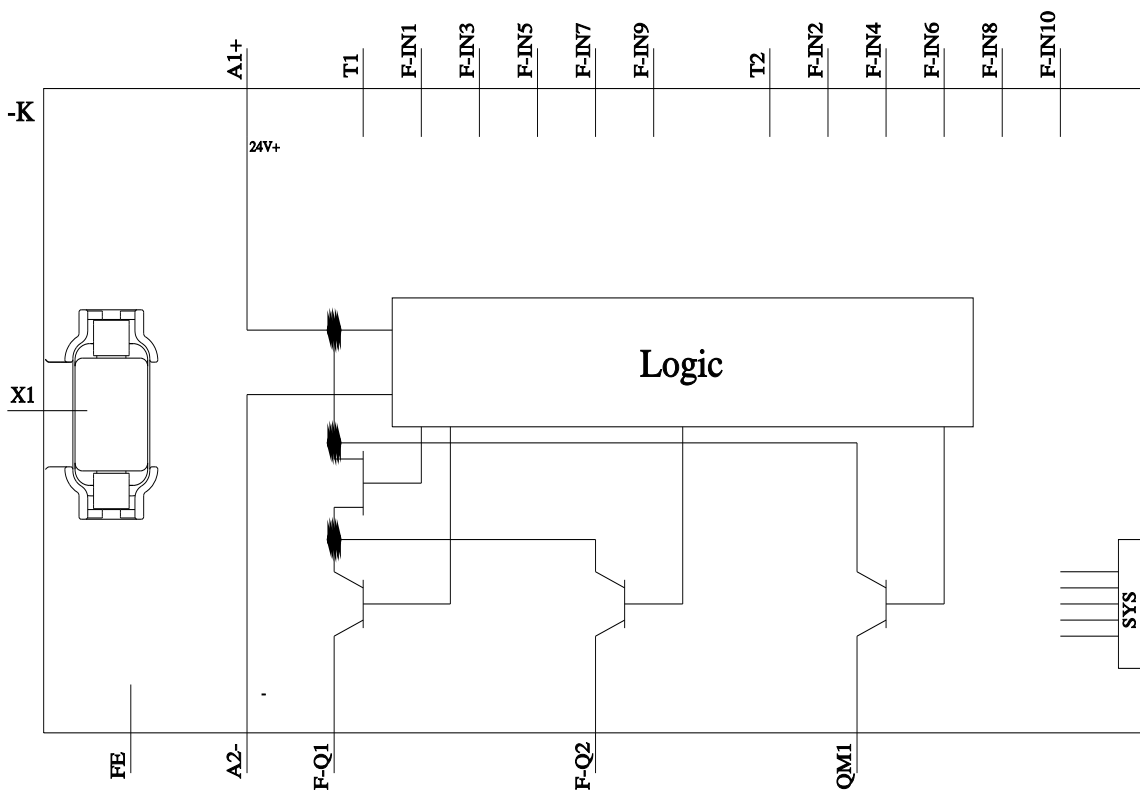 A1+
T1
F-IN1
F-IN3
F-IN5
F-IN7
F-IN9
T2
F-IN2
F-IN4
F-IN6
F-IN8
F-IN10
-K
24V+
Logic
X1
SYS
-
FE
A2-
F-Q1
F-Q2
QM1